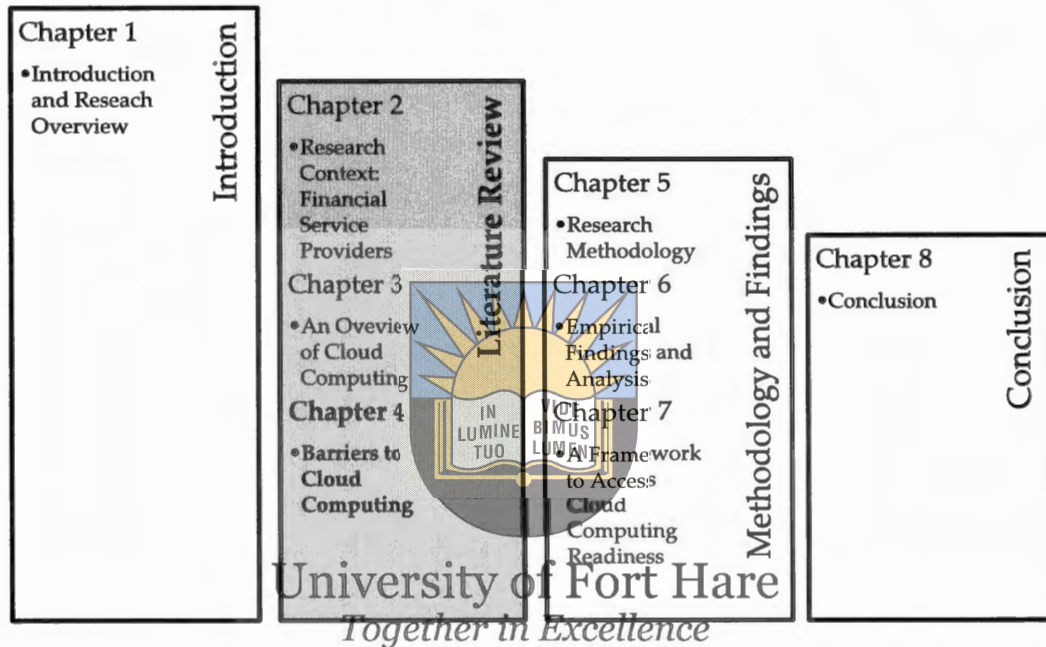 Chapter 1
•Introduction
and Reseach
Overview
Introduction
Chapter 2
•Research
Context:
Financial
Service
Providers
Chapter 3
•An Oveview
of Cloud
Computing
Chapter 4
•Barriers to
Cloud
Computing
Literature Review
Chapter 5
•Research
Methodology
Chapter 6
•Empirical
Findings and
Analysis
Chapter 7
•A Framework
to Access
Cloud
Computing
Readiness
Methodology and Findings
Chapter 8
•Conclusion
Conclusion
IN
LUMINE
TUO
BIMUS
LUMEN
University of Fort Hare
Together in Excellence